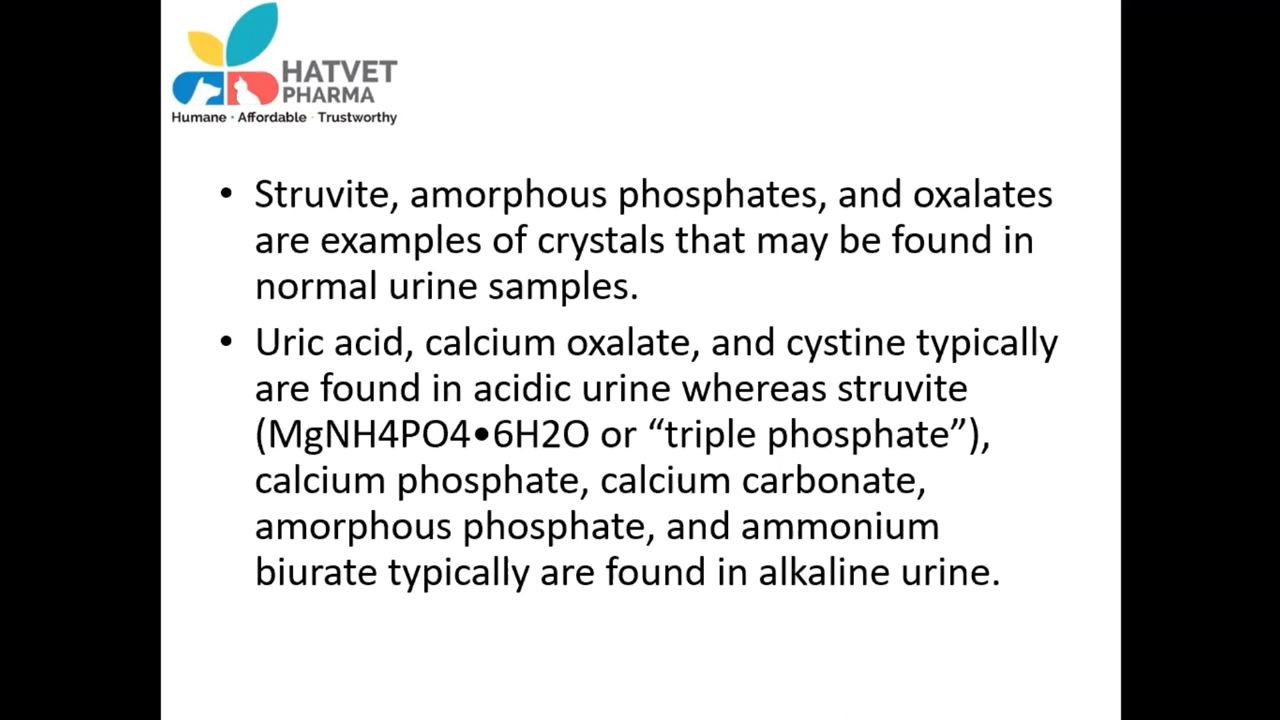 HATVET
PHARMA
Humane · Affordable · Trustworthy
• Struvite, amorphous phosphates, and oxalates
are examples of crystals that may be found in
normal urine samples.
• Uric acid, calcium oxalate, and cystine typically
are found in acidic urine whereas struvite
(MgNH4PO4•6H2O or “triple phosphate”),
calcium phosphate, calcium carbonate,
amorphous phosphate, and ammonium
biurate typically are found in alkaline urine.